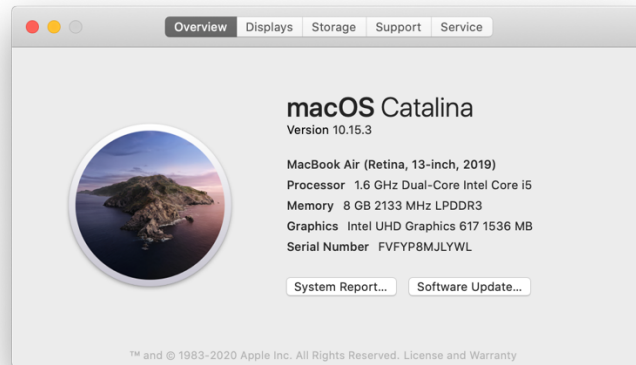 Overview Displays Storage Support Service
macOS Catalina
Version 10.15.3
MacBook Air (Retina, 13-inch, 2019)
Processor 1.6 GHz Dual-Core Intel Core i5
Memory 8 GB 2133 MHz LPDDR3
Graphics Intel UHD Graphics 617 1536 MB
Serial Number FVFYP8MJLYWL
System Report... Software Update...
™ and © 1983-2020 Apple Inc. All Rights Reserved. License and Warranty